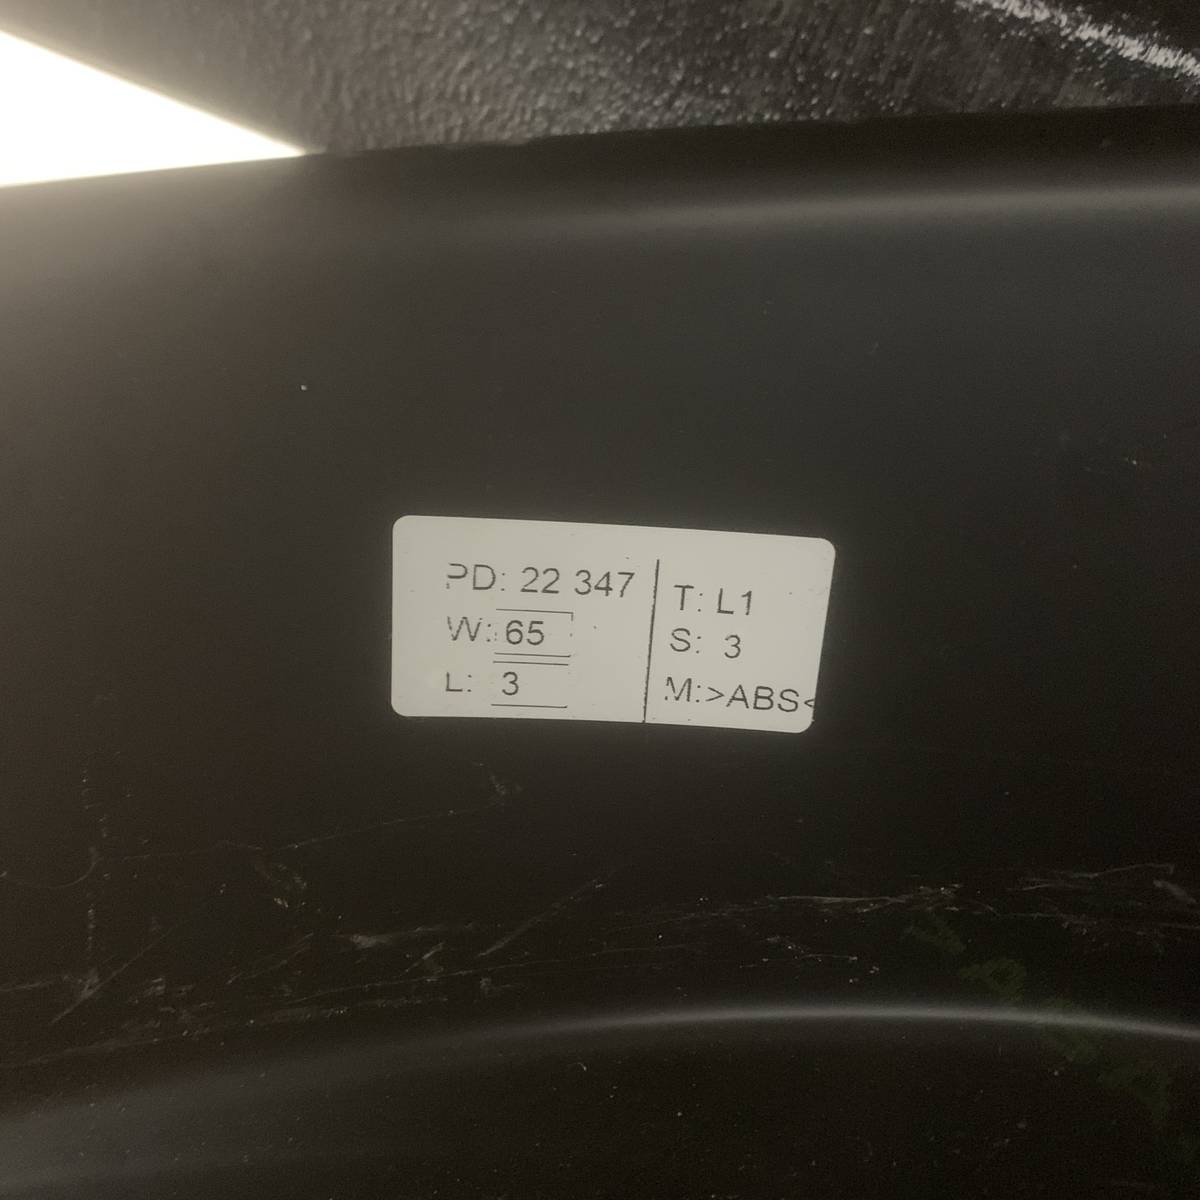 PD: 22 347
W: 65
L: 3
T: L1
S: 3
M:>ABS<